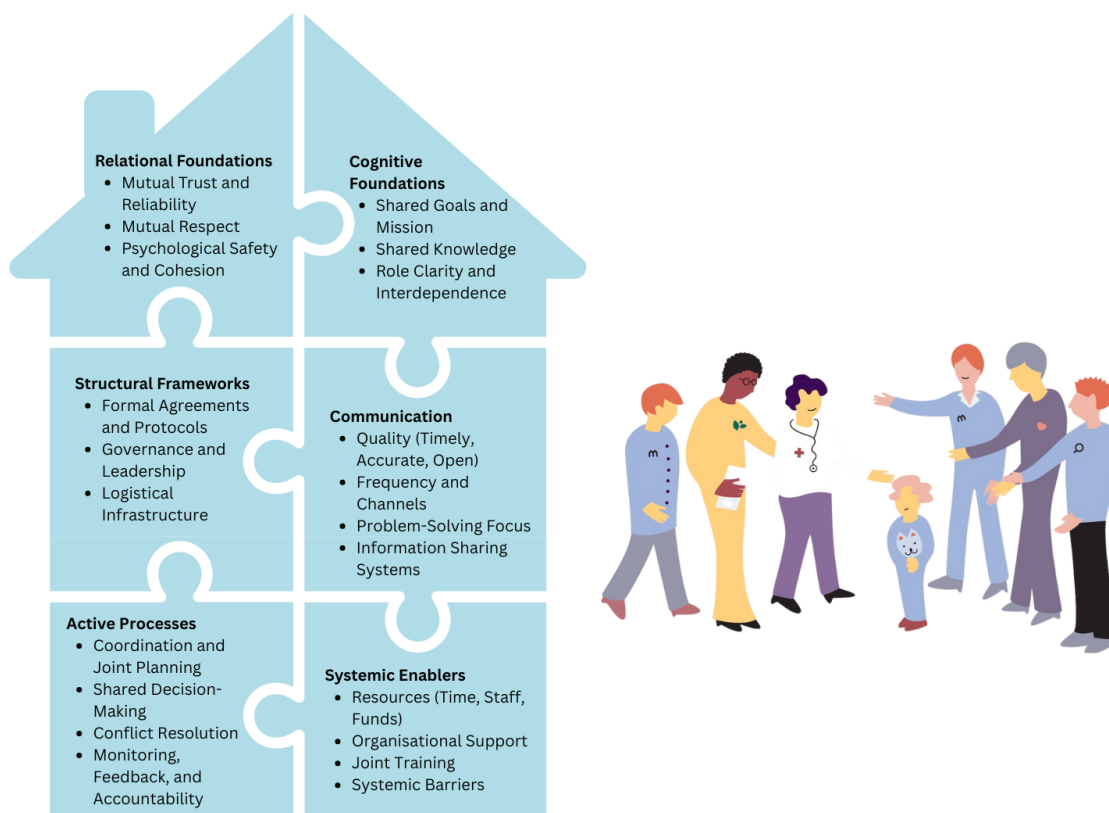 Relational Foundations
• Mutual Trust and
Reliability
• Mutual Respect
• Psychological Safety
and Cohesion
Cognitive
Foundations
• Shared Goals and
Mission
• Shared Knowledge
• Role Clarity and
Interdependence
Structural Frameworks
• Formal Agreements
and Protocols
• Governance and
Leadership
• Logistical
Infrastructure
Communication
• Quality (Timely,
Accurate, Open)
• Frequency and
Channels
• Problem-Solving Focus
• Information Sharing
Systems
Active Processes
• Coordination and
Joint Planning
• Shared Decision-
Making
• Conflict Resolution
• Monitoring,
Feedback, and
Accountability
Systemic Enablers
• Resources (Time, Staff,
Funds)
• Organisational Support
• Joint Training
• Systemic Barriers
m
m